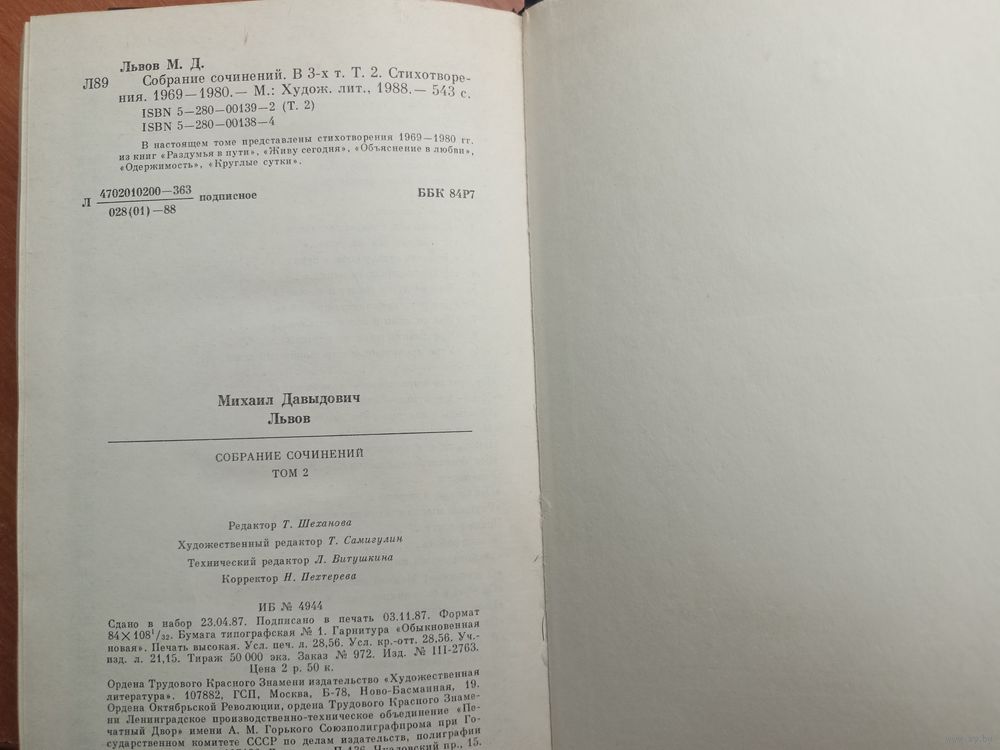 Львов М. Д.
Л89 Собрание сочинений. В 3-х т. Т. 2. Стихотворе-
ния. 1969—1980.— М.: Худож. лит., 1988.— 543 с.
ISBN 5—280—00139—2 (Т. 2)
ISBN 5—280—00138—4
В настоящем томе представлены стихотворения 1969—1980 гг.
из книг «Раздумья в пути», «Живу сегодня», «Объяснение в любви»,
«Одержимость», «Круглые сутки».
Л 4702010200—363 подписное ББК 84Р7
028(01)—88
Михаил Давыдович
Львов
СОБРАНИЕ СОЧИНЕНИЙ
ТОМ 2
Редактор Т. Шеханова
Художественный редактор Т. Самигулин
Технический редактор Л. Витушкина
Корректор Н. Пехтерева
ИБ № 4944
Сдано в набор 23.04.87. Подписано в печать 03.11.87. Формат
84×108¹/₃₂. Бумага типографская № 1. Гарнитура «Обыкновенная
новая». Печать высокая. Усл. печ. л. 28,56. Усл. кр.-отт. 28,56. Уч.-
изд. л. 21,15. Тираж 50 000 экз. Заказ № 972. Изд. № III-2763.
Цена 2 р. 50 к.
Ордена Трудового Красного Знамени издательство «Художественная
литература». 107882, ГСП, Москва, Б-78, Ново-Басманная, 19.
Ордена Октябрьской Революции, ордена Трудового Красного Знаме-
ни Ленинградское производственно-техническое объединение «Пе-
чатный Двор» имени А. М. Горького Союзполиграфпрома при Го-
сударственном комитете СССР по делам издательств, полиграфии
П-136, Чкаловский пр., 15.